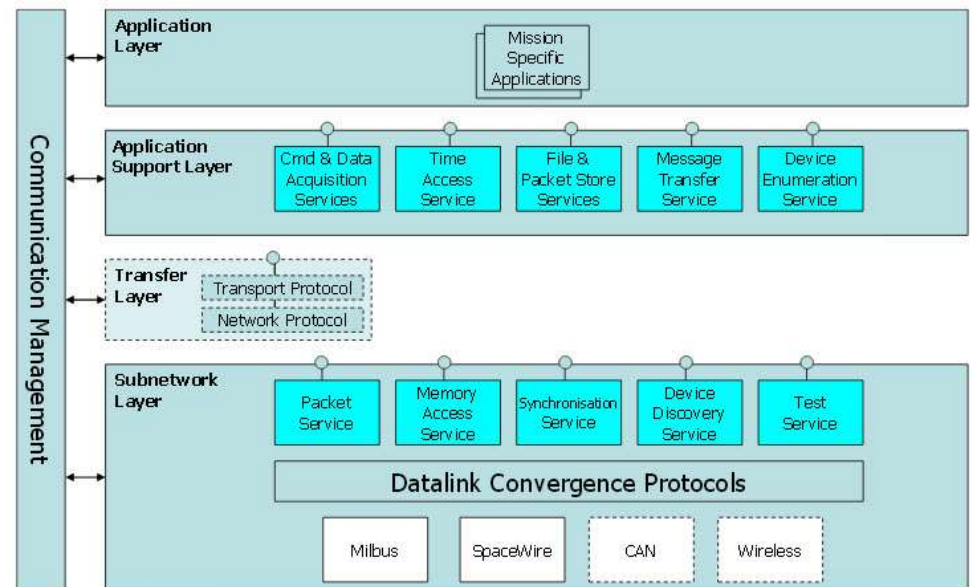 Communication Management
Application
Layer
Mission
Specific
Applications
Application
Support Layer
Cmd & Data
Acquisition
Services
Time
Access
Service
File &
Packet Store
Services
Message
Transfer
Service
Device
Enumeration
Service
Transfer
Layer
Transport Protocol
Network Protocol
Subnetwork
Layer
Packet
Service
Memory
Access
Service
Synchronisation
Service
Device
Discovery
Service
Test
Service
Datalink Convergence Protocols
Milbus
SpaceWire
CAN
Wireless